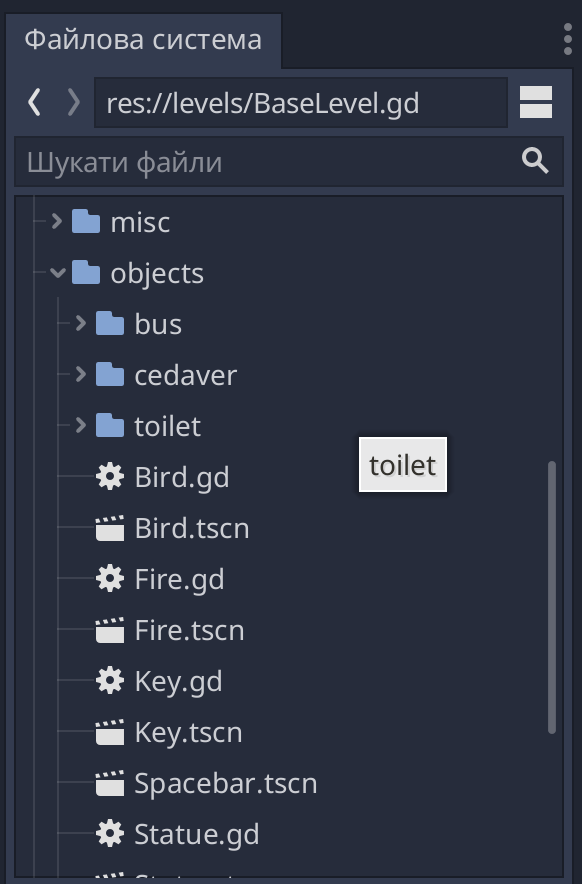 Файлова система
res://levels/BaseLevel.gd
Шукати файли
misc
objects
bus
cedaver
toilet
toilet
Bird.gd
Bird.tscn
Fire.gd
Fire.tscn
Key.gd
Key.tscn
Spacebar.tscn
Statue.gd